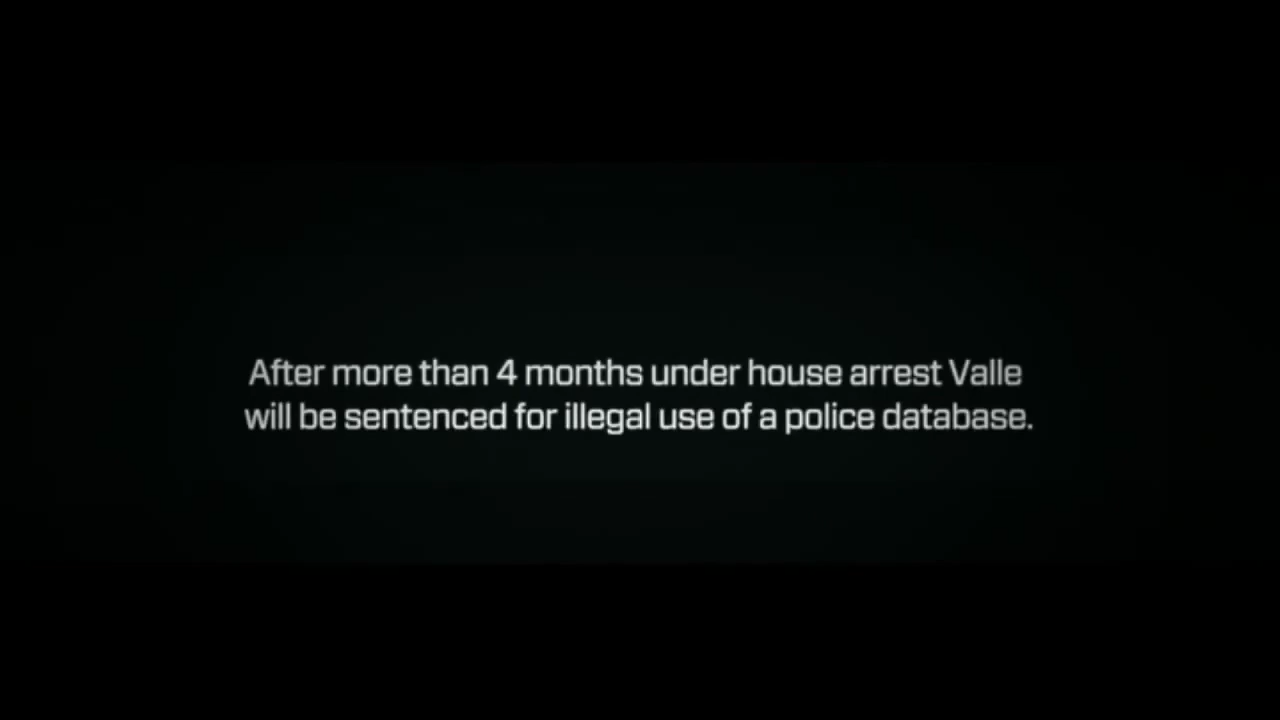 After more than 4 months under house arrest Valle
will be sentenced for illegal use of a police database.